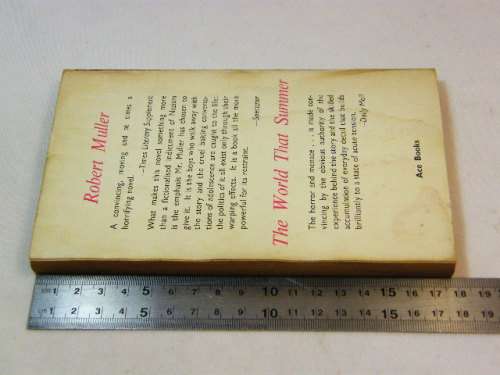 Robert Muller
A convincing, moving and at times a
horrifying novel.
—Times Literary Supplement
What makes this novel something more
than a fictionalised indictment of Nazism
is the emphasis Mr. Muller has chosen to
give it. It is the boys who walk away with
the story and the cruel baiting conven-
tions of adolescence are caught to the life:
the politics of it all exist only through their
warping effects. It is a book all the more
powerful for its restraint.
—Spectator
The World That Summer
The horror and menace . . . is made con-
vincing by the obvious authority of the
experience behind the story and the skilled
accumulation of everyday detail that builds
brilliantly to a state of acute tension.
—Daily Mail
Ace Books
1 2 3 4 5 6 7 8 9 10 11 12 13 14 15 16 17 18 19
1 2 3 4 5 6 7 8 9 10 11 12 13 14 15 16 17 18 19